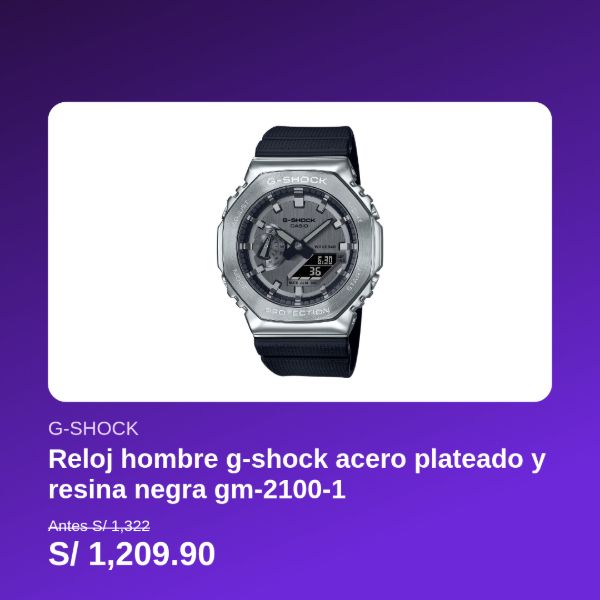 G-SHOCK
G-SHOCK
CASIO
6:30
36
PROTECTION
G-SHOCK
Reloj hombre g-shock acero plateado y
resina negra gm-2100-1
Antes S/ 1,322
S/ 1,209.90